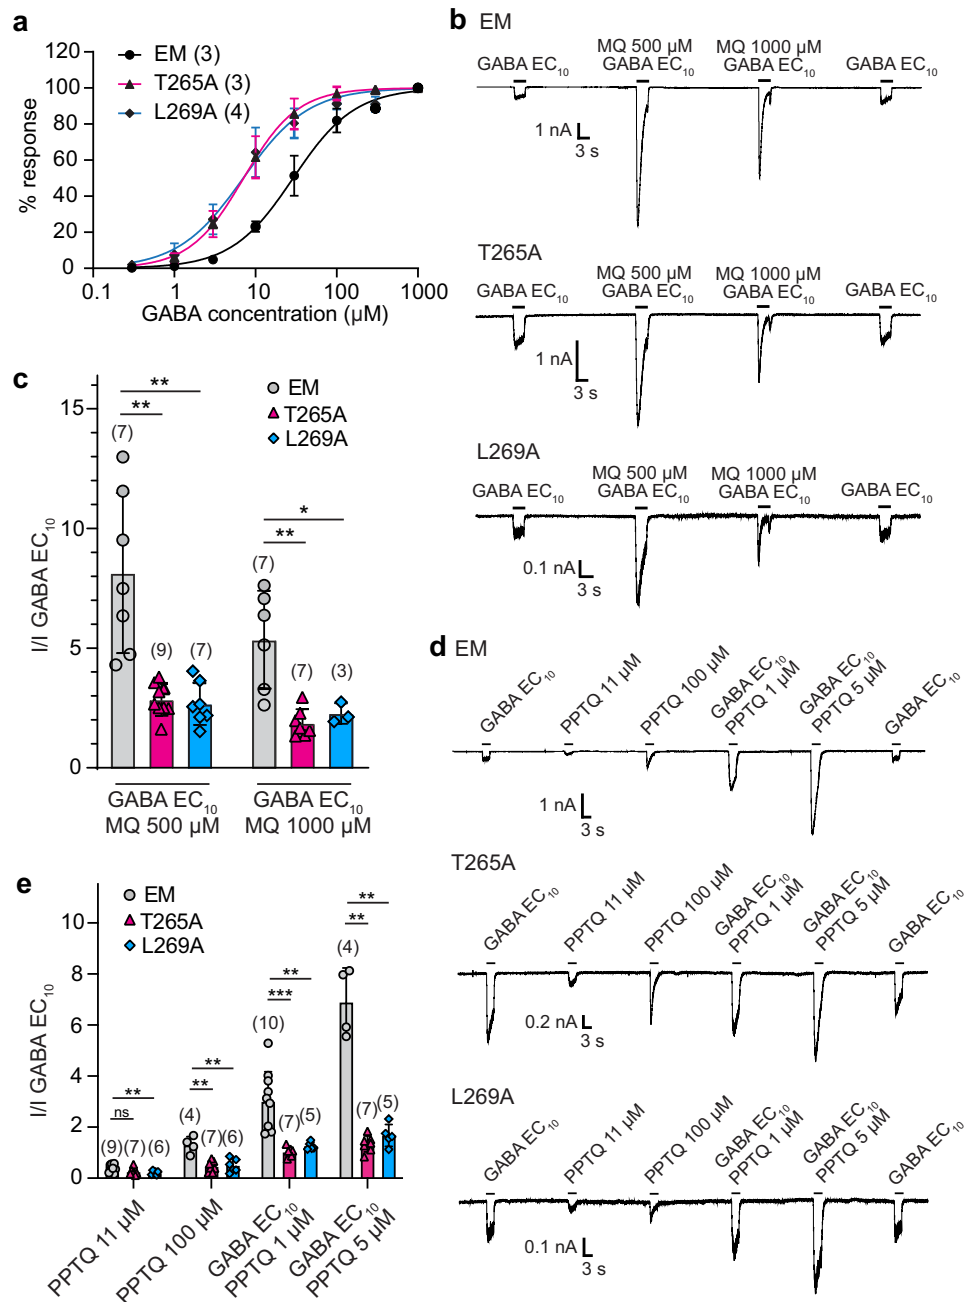 a
EM (3)
T265A (3)
L269A (4)
% response
120
100
80
60
40
20
0
0.1 1 10 100 1000
GABA concentration (µM)
b EM
GABA EC10
MQ 500 µM
GABA EC10
MQ 1000 µM
GABA EC10
GABA EC10
1 nA
3 s
T265A
GABA EC10
MQ 500 µM
GABA EC10
MQ 1000 µM
GABA EC10
GABA EC10
1 nA
3 s
L269A
GABA EC10
MQ 500 µM
GABA EC10
MQ 1000 µM
GABA EC10
GABA EC10
0.1 nA
3 s
c
EM
T265A
L269A
I/I GABA EC10
15
10
5
0
**
**
(7)
(9)
(7)
*
**
(7)
(7)
(3)
GABA EC10
MQ 500 µM
GABA EC10
MQ 1000 µM
d EM
GABA EC10
PPTQ 11 µM
PPTQ 100 µM
GABA EC10
PPTQ 1 µM
GABA EC10
PPTQ 5 µM
GABA EC10
1 nA
3 s
T265A
GABA EC10
PPTQ 11 µM
PPTQ 100 µM
GABA EC10
PPTQ 1 µM
GABA EC10
PPTQ 5 µM
GABA EC10
0.2 nA
3 s
L269A
GABA EC10
PPTQ 11 µM
PPTQ 100 µM
GABA EC10
PPTQ 1 µM
GABA EC10
PPTQ 5 µM
GABA EC10
0.1 nA
3 s
e
EM
T265A
L269A
I/I GABA EC10
10
8
6
4
2
0
**
ns
(9) (7) (6)
**
**
(4)
(7) (6)
**
***
(10)
(7)
(5)
**
**
(4)
(7)
(5)
PPTQ 11 µM
PPTQ 100 µM
GABA EC10
PPTQ 1 µM
GABA EC10
PPTQ 5 µM